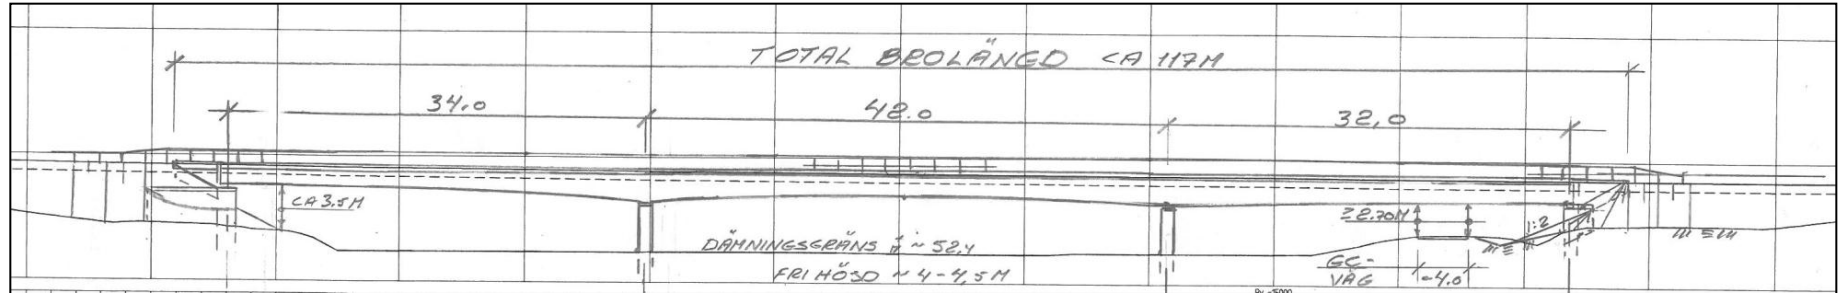 TOTAL BROLÄNGD CA 117M
34.0 42.0 32,0
CA 3.5M
≥2.70M
1:2
DÄMNINGSGRÄNS ~ 52.4
FRI HÖJD ~ 4-4,5M
GC-
VÄG ~4.0